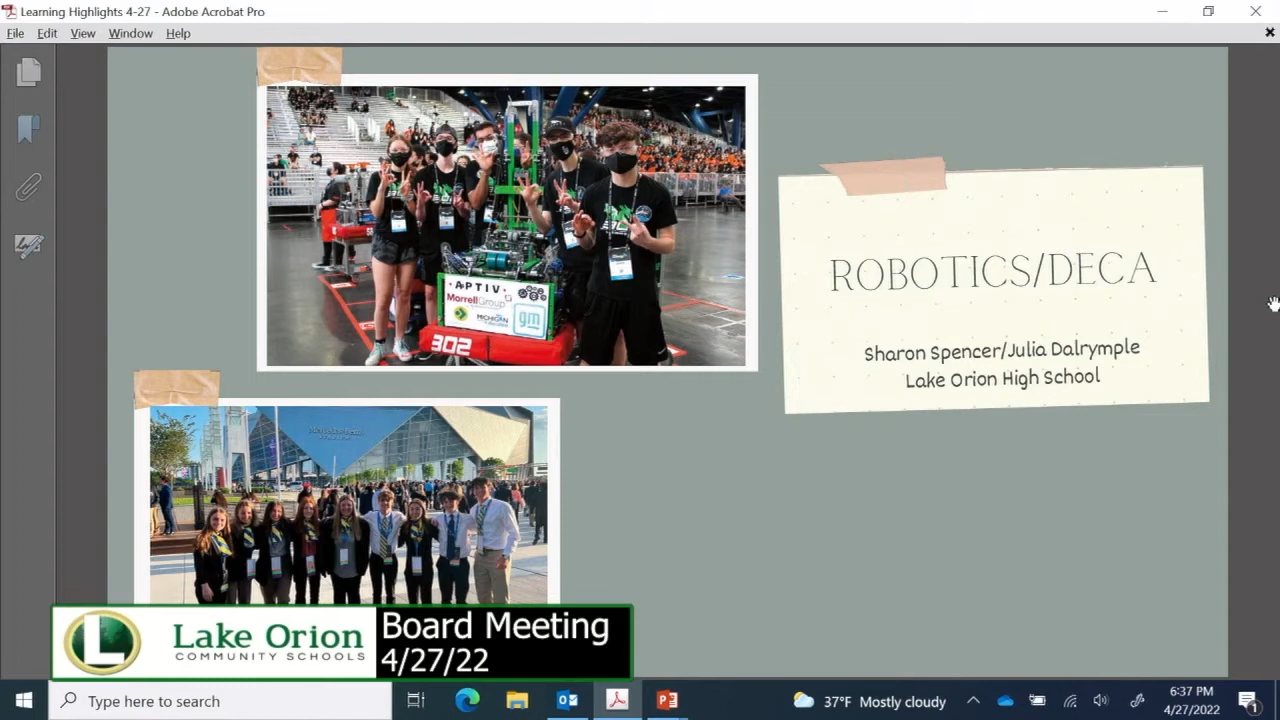 Learning Highlights 4-27 - Adobe Acrobat Pro
File Edit View Window Help
APTIV
Morrell Group
MICHIGAN
gm
302
ROBOTICS/DECA
Sharon Spencer/Julia Dalrymple
Lake Orion High School
L
Lake Orion
COMMUNITY SCHOOLS
Board Meeting
4/27/22
Type here to search
37°F Mostly cloudy
6:37 PM
4/27/2022
1